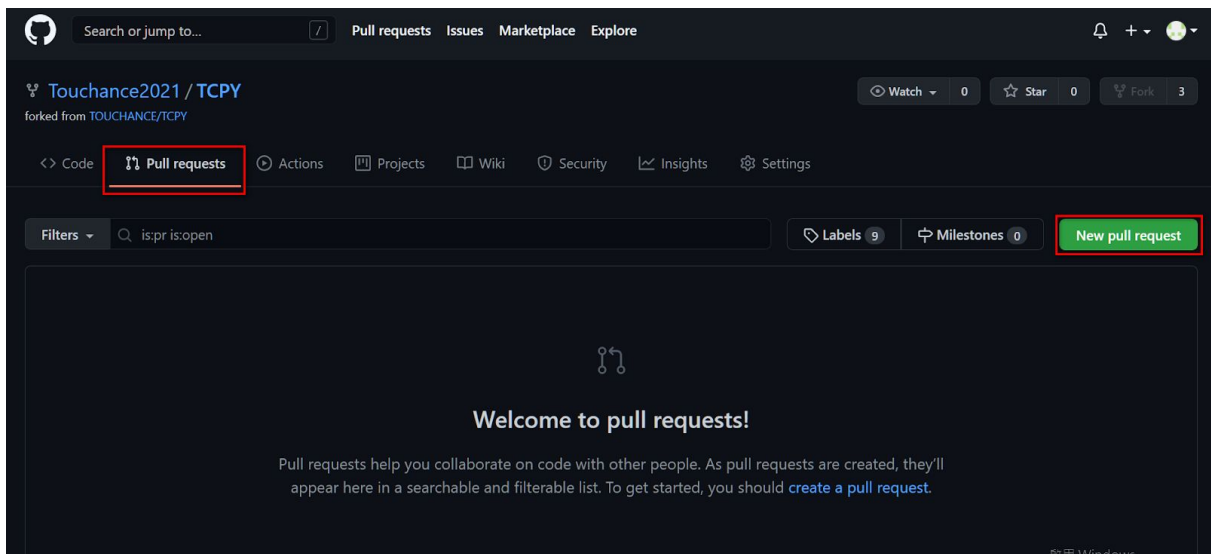 Search or jump to... / Pull requests Issues Marketplace Explore
Touchance2021 / TCPY
Watch 0 Star 0 Fork 3
forked from TOUCHANCE/TCPY
<> Code Pull requests Actions Projects Wiki Security Insights Settings
Filters is:pr is:open Labels 9 Milestones 0 New pull request
Welcome to pull requests!
Pull requests help you collaborate on code with other people. As pull requests are created, they'll
appear here in a searchable and filterable list. To get started, you should create a pull request.
Windows